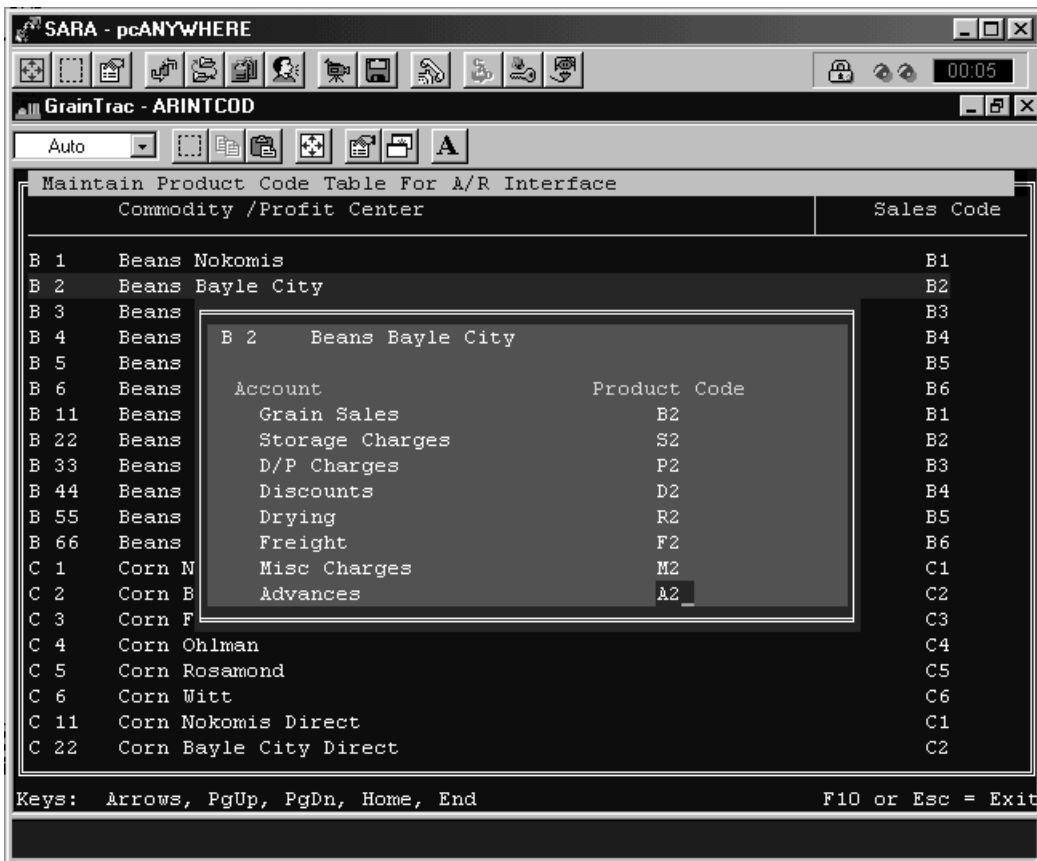 SARA - pcANYWHERE
00:05
GrainTrac - ARINTCOD
Auto A
Maintain Product Code Table For A/R Interface
Commodity /Profit Center Sales Code
B 1 Beans Nokomis B1
B 2 Beans Bayle City B2
B 3 Beans B3
B 4 Beans B4
B 5 Beans B5
B 6 Beans B6
B 11 Beans B1
B 22 Beans B2
B 33 Beans B3
B 44 Beans B4
B 55 Beans B5
B 66 Beans B6
C 1 Corn N C1
C 2 Corn B C2
C 3 Corn F C3
C 4 Corn Ohlman C4
C 5 Corn Rosamond C5
C 6 Corn Witt C6
C 11 Corn Nokomis Direct C1
C 22 Corn Bayle City Direct C2
B 2 Beans Bayle City
Account Product Code
Grain Sales B2
Storage Charges S2
D/P Charges P2
Discounts D2
Drying R2
Freight F2
Misc Charges M2
Advances A2_
Keys: Arrows, PgUp, PgDn, Home, End F10 or Esc = Exit